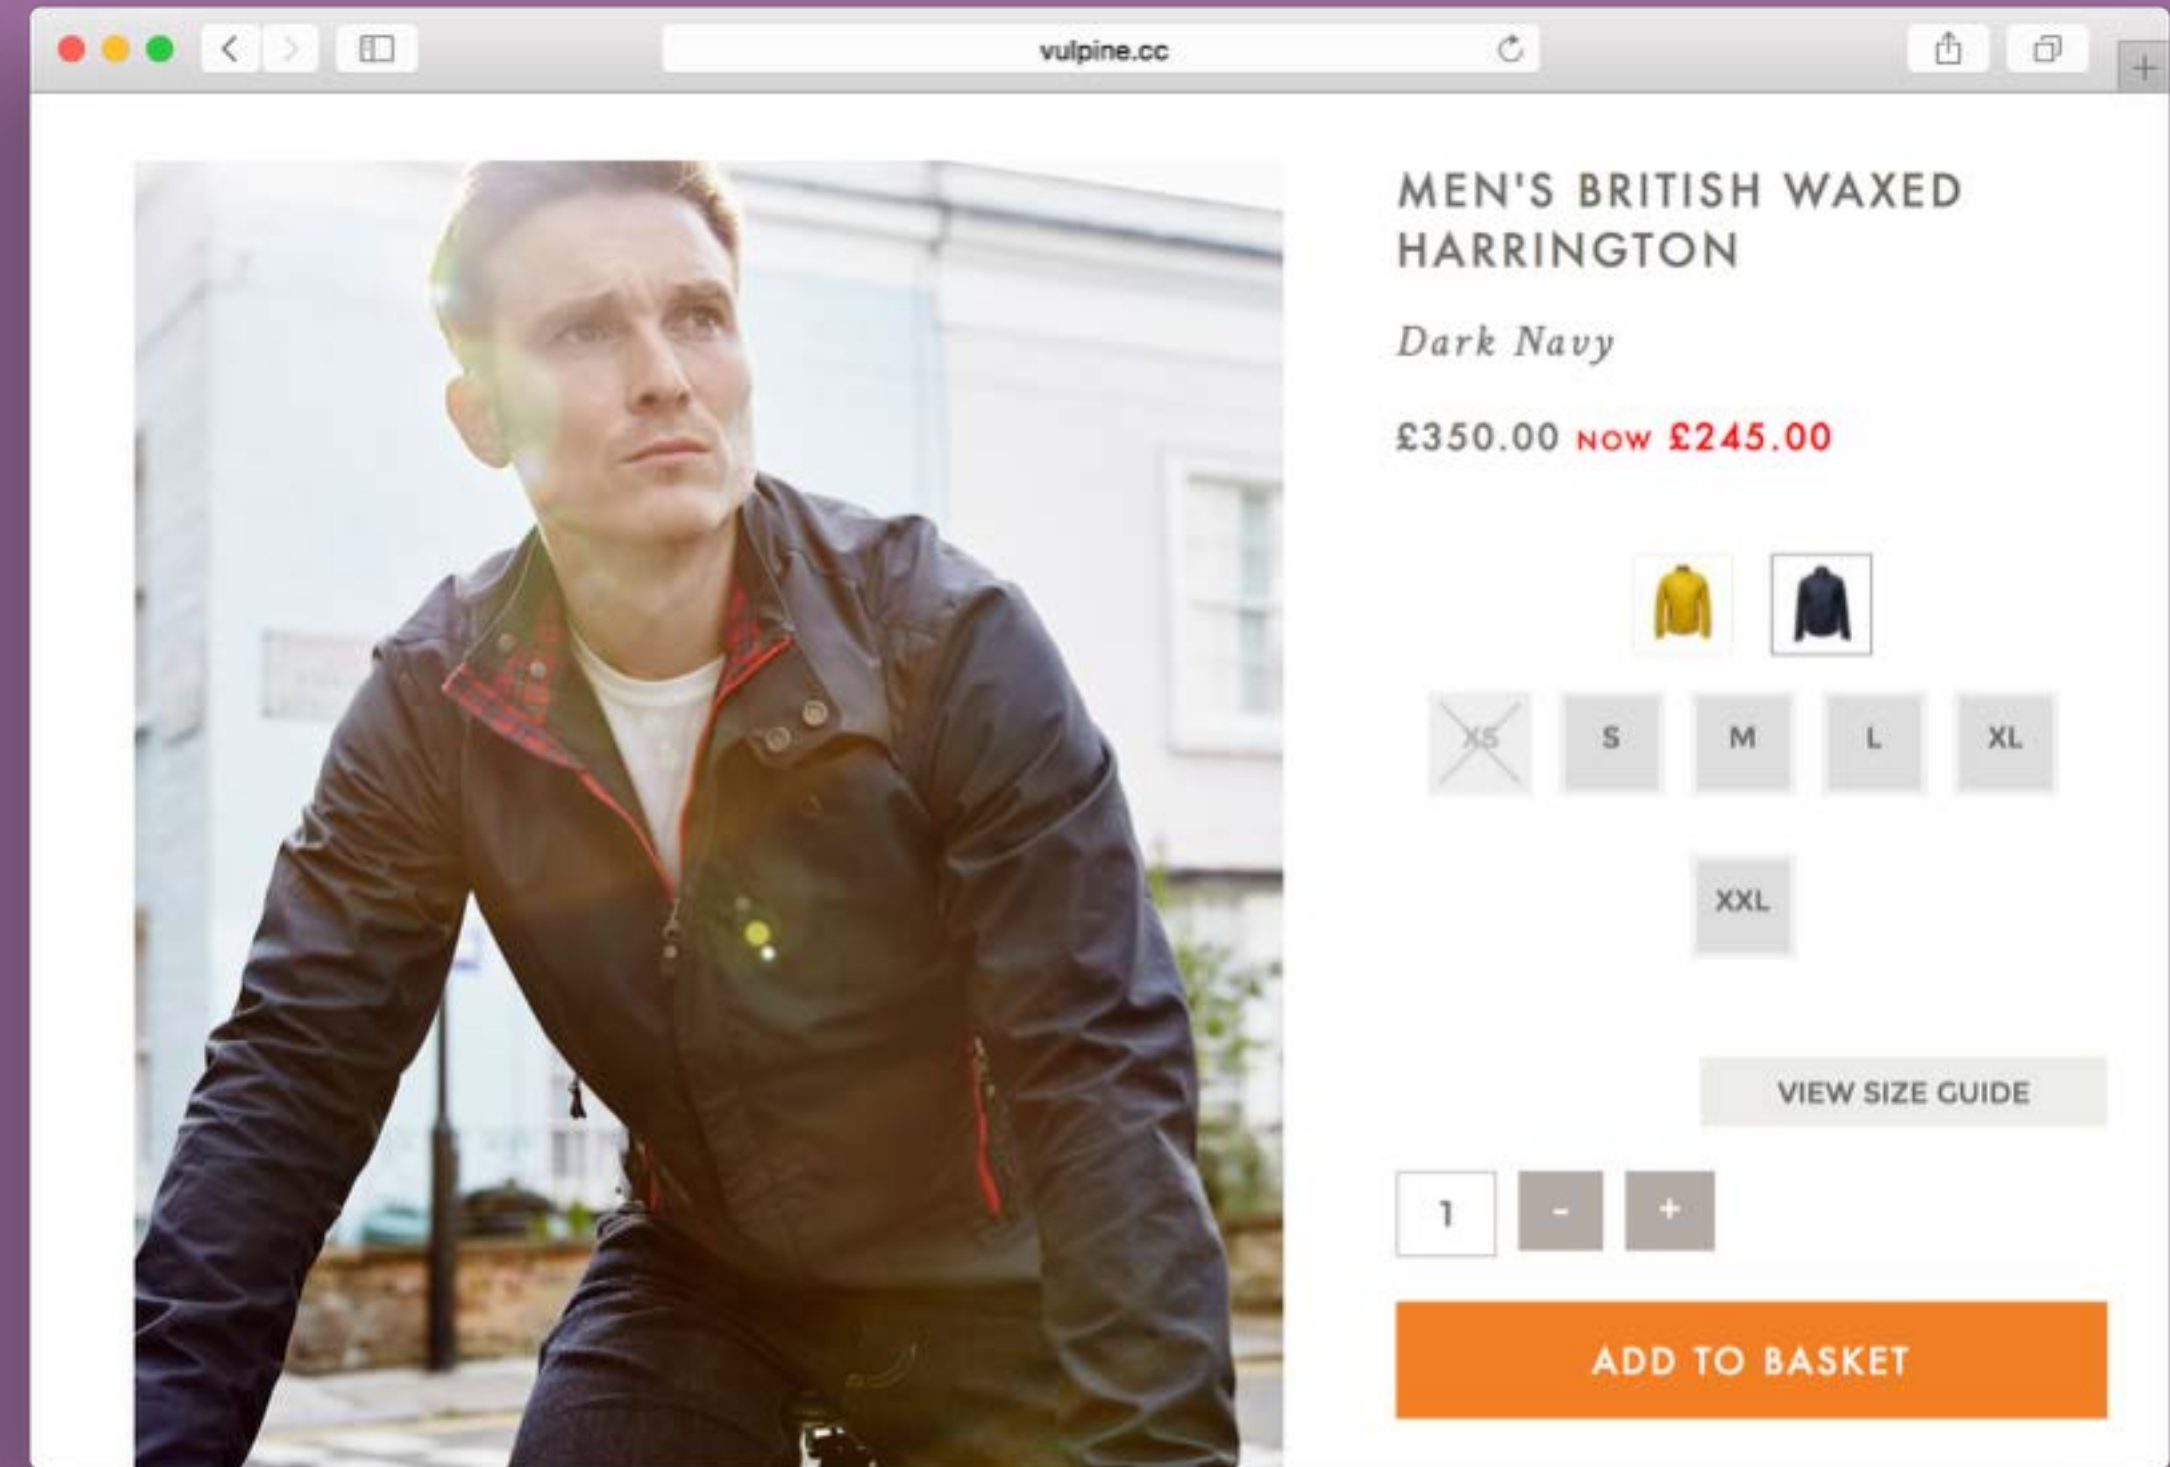 vulpine.cc
MEN'S BRITISH WAXED
HARRINGTON
Dark Navy
£350.00 NOW £245.00
XS S M L XL
XXL
VIEW SIZE GUIDE
1 - +
ADD TO BASKET